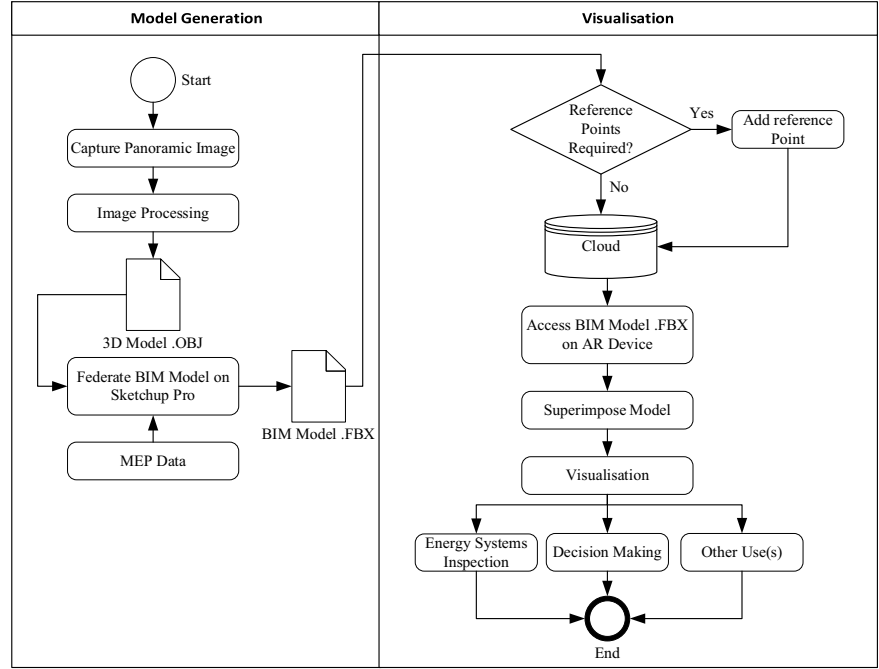 Model Generation
Visualisation
Start
Capture Panoramic Image
Image Processing
3D Model .OBJ
Federate BIM Model on
Sketchup Pro
MEP Data
BIM Model .FBX
Reference
Points
Required?
Yes
Add reference
Point
No
Cloud
Access BIM Model .FBX
on AR Device
Superimpose Model
Visualisation
Energy Systems
Inspection
Decision Making
Other Use(s)
End